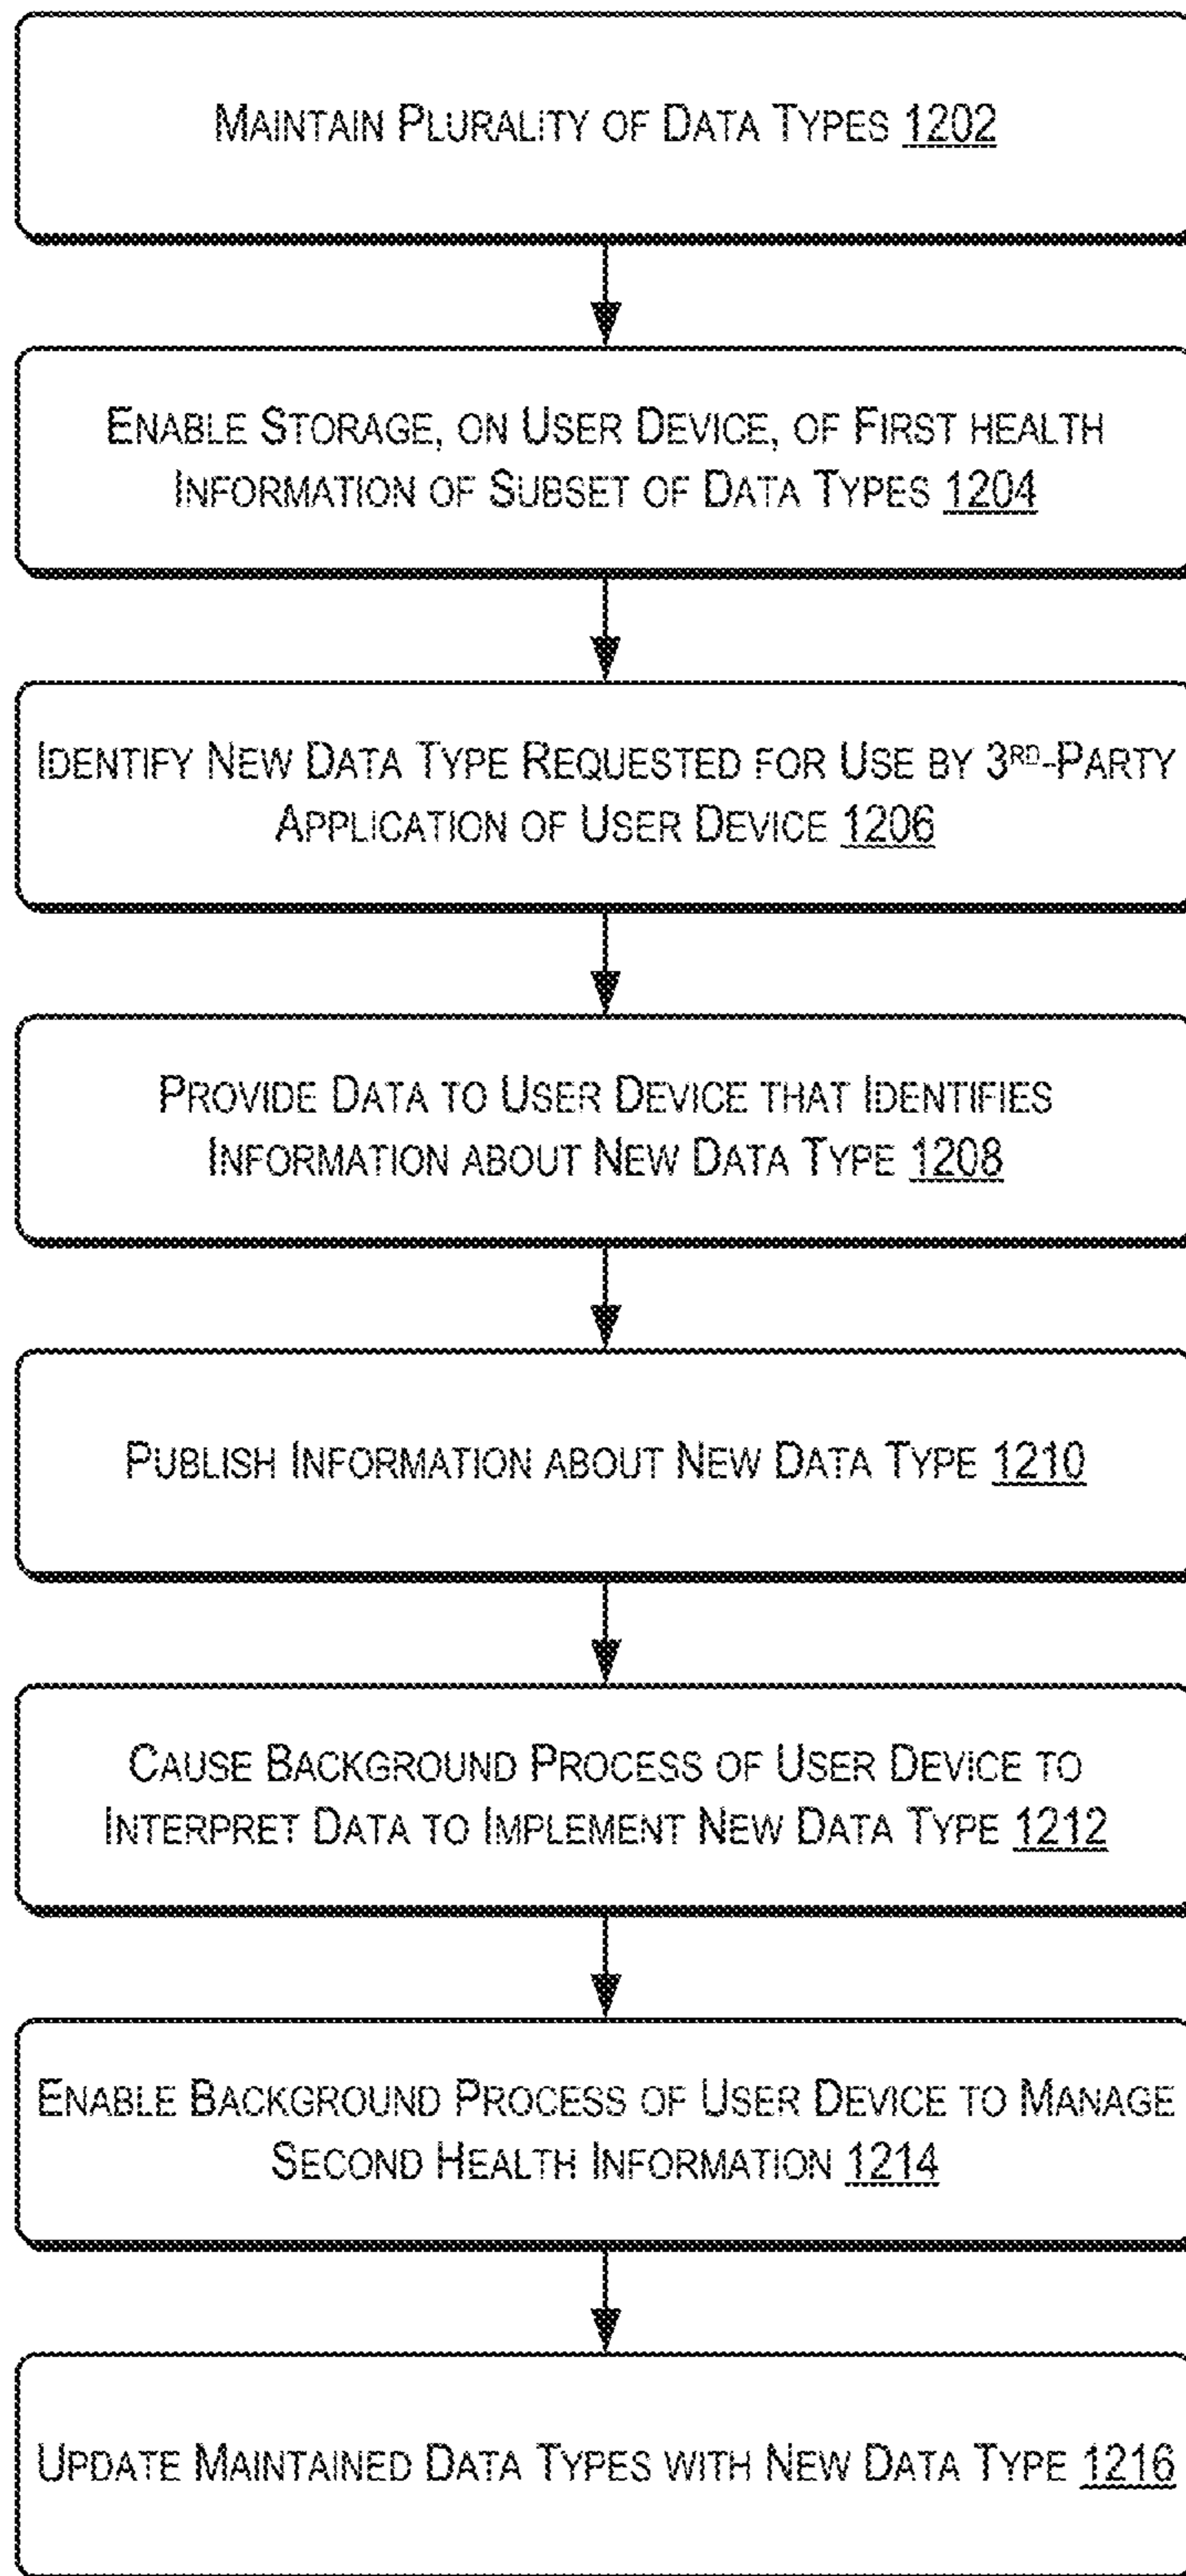 MAINTAIN PLURALITY OF DATA TYPES 1202
ENABLE STORAGE, ON USER DEVICE, OF FIRST HEALTH
INFORMATION OF SUBSET OF DATA TYPES 1204
IDENTIFY NEW DATA TYPE REQUESTED FOR USE BY 3RD-PARTY
APPLICATION OF USER DEVICE 1206
PROVIDE DATA TO USER DEVICE THAT IDENTIFIES
INFORMATION ABOUT NEW DATA TYPE 1208
PUBLISH INFORMATION ABOUT NEW DATA TYPE 1210
CAUSE BACKGROUND PROCESS OF USER DEVICE TO
INTERPRET DATA TO IMPLEMENT NEW DATA TYPE 1212
ENABLE BACKGROUND PROCESS OF USER DEVICE TO MANAGE
SECOND HEALTH INFORMATION 1214
UPDATE MAINTAINED DATA TYPES WITH NEW DATA TYPE 1216